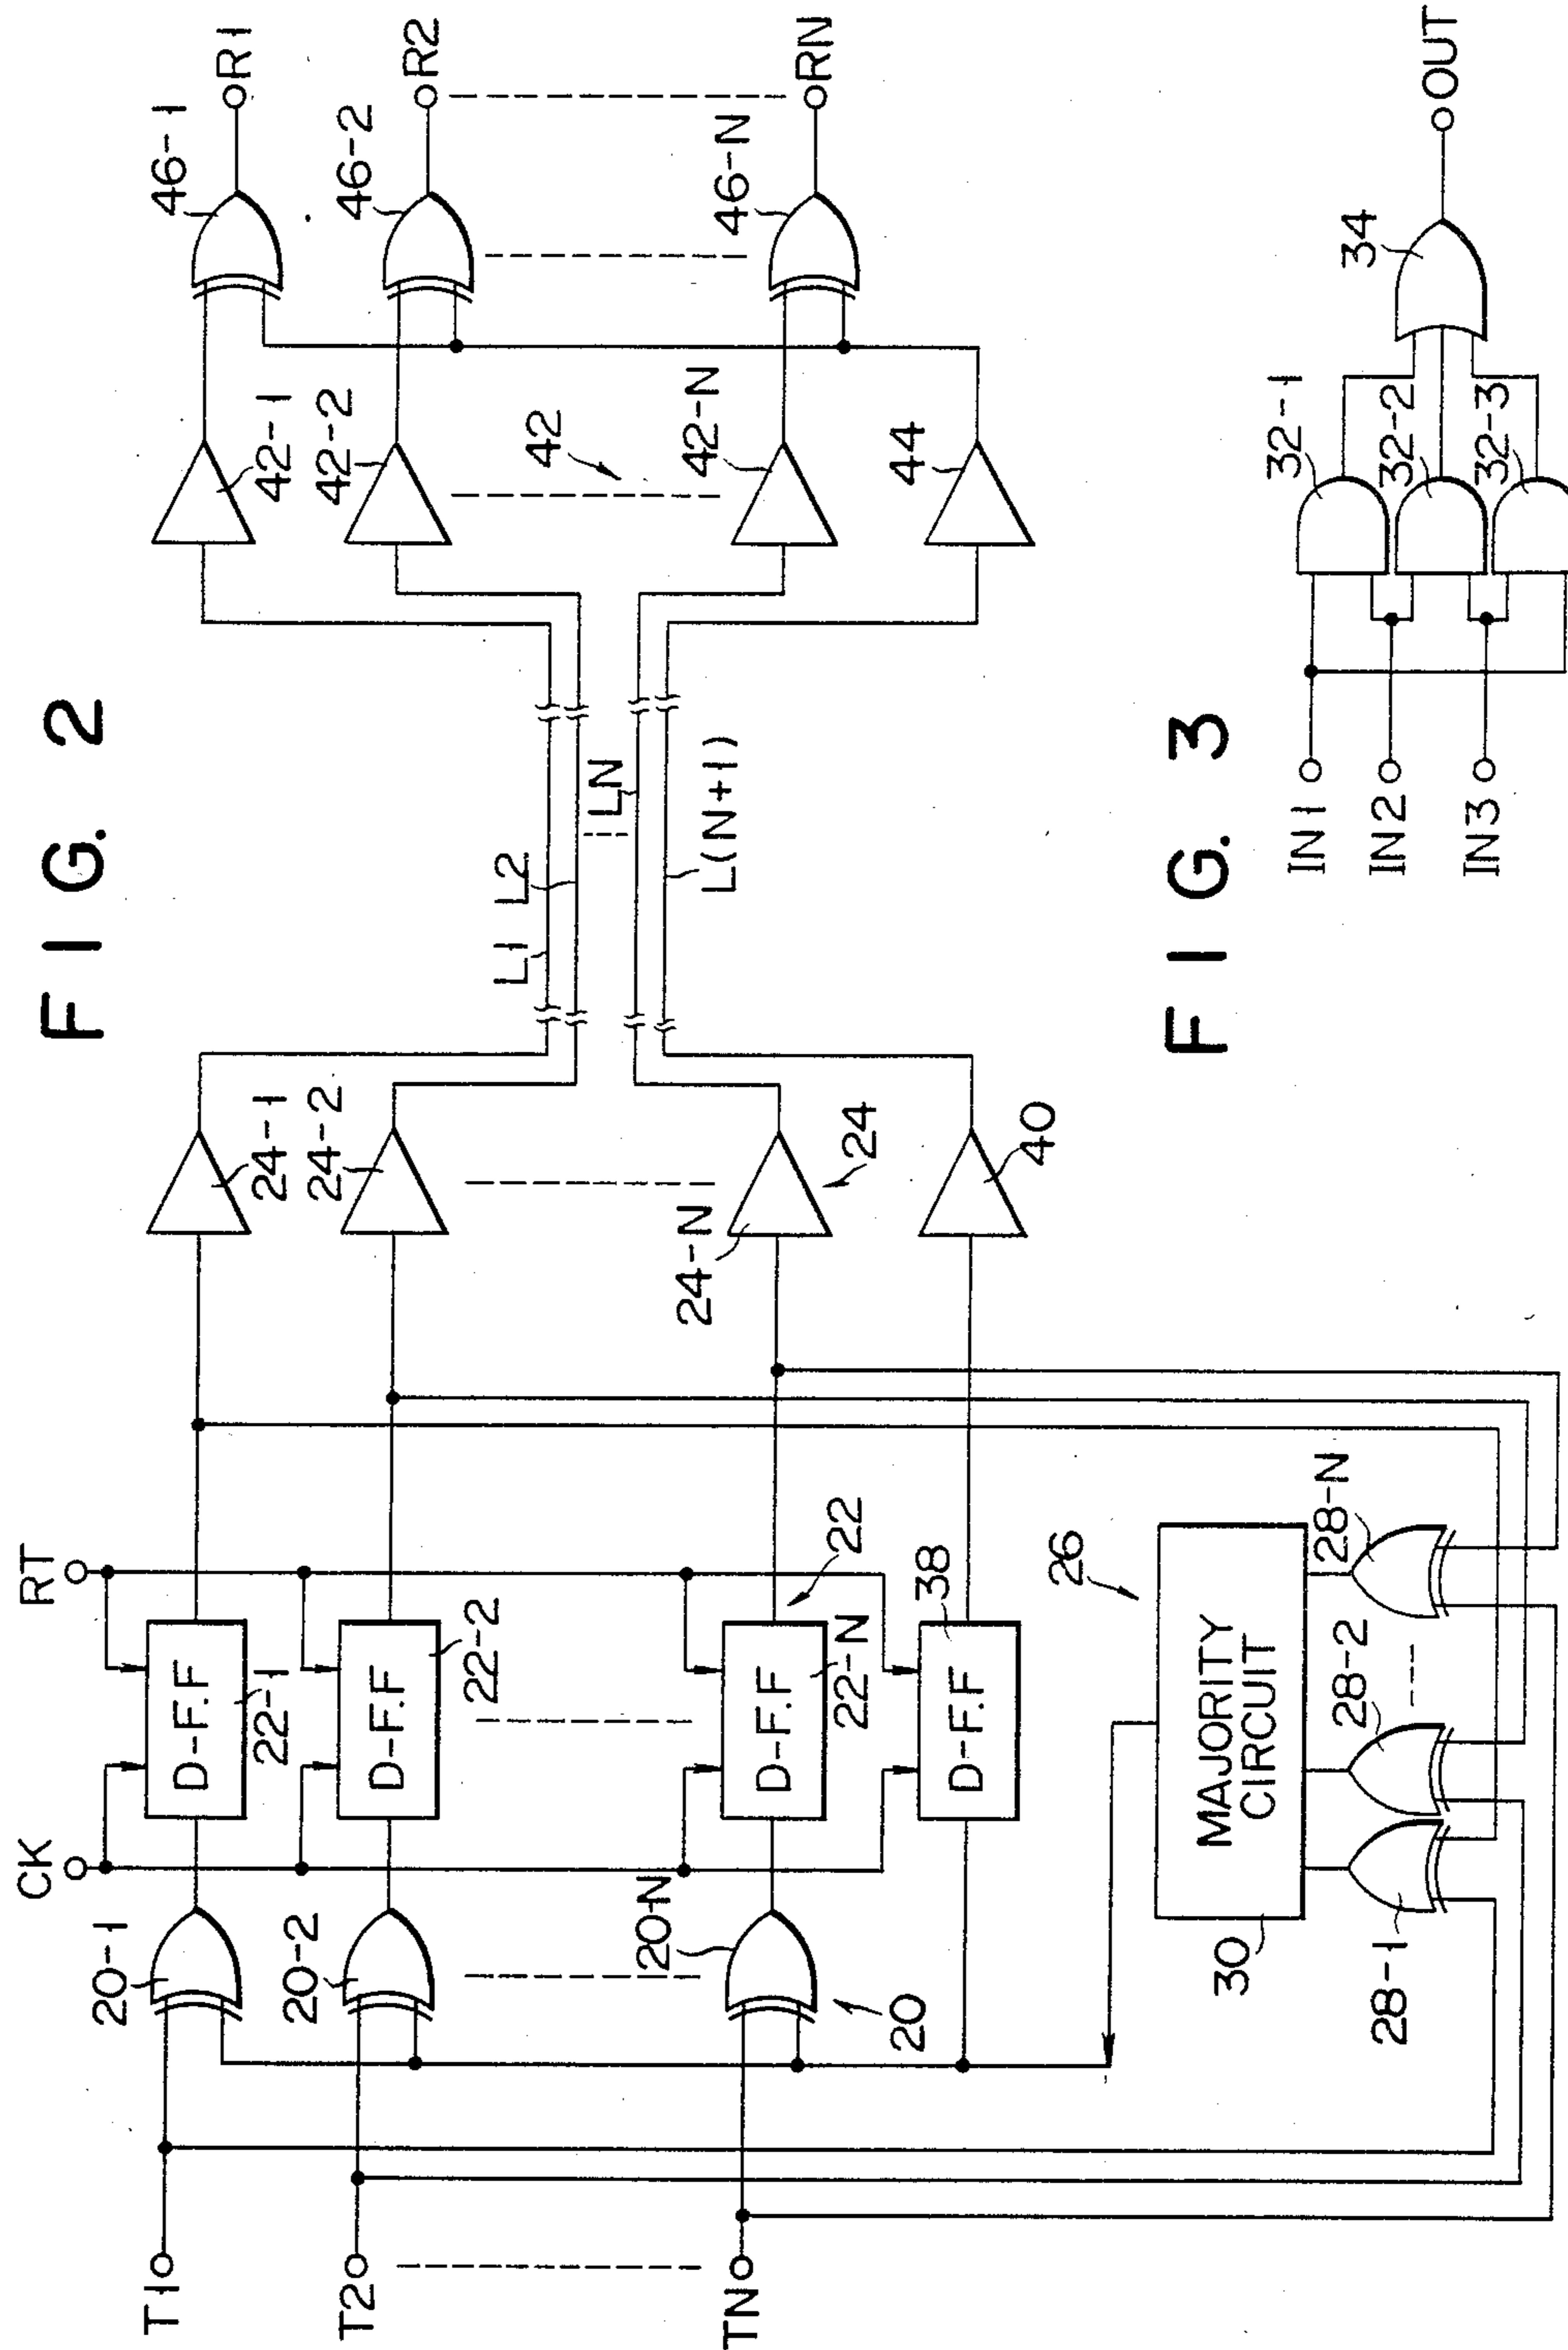 FIG. 2
T1
T2
TN
20-1
20-2
20-N
20
CK
RT
D-F.F
22-1
D-F.F
22-2
D-F.F
22-N
22
D-F.F
38
26
MAJORITY
CIRCUIT
30
28-1
28-2
28-N
24-1
24-2
24-N
24
40
L1
L2
LN
L(N+1)
42-1
42-2
42
42-N
44
46-1
46-2
46-N
R1
R2
RN
FIG. 3
IN1
IN2
IN3
32-1
32-2
32-3
34
OUT